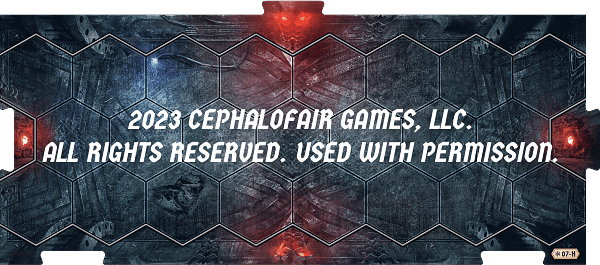 2023 CEPHALOFAIR GAMES, LLC.
ALL RIGHTS RESERVED. USED WITH PERMISSION.
07-H